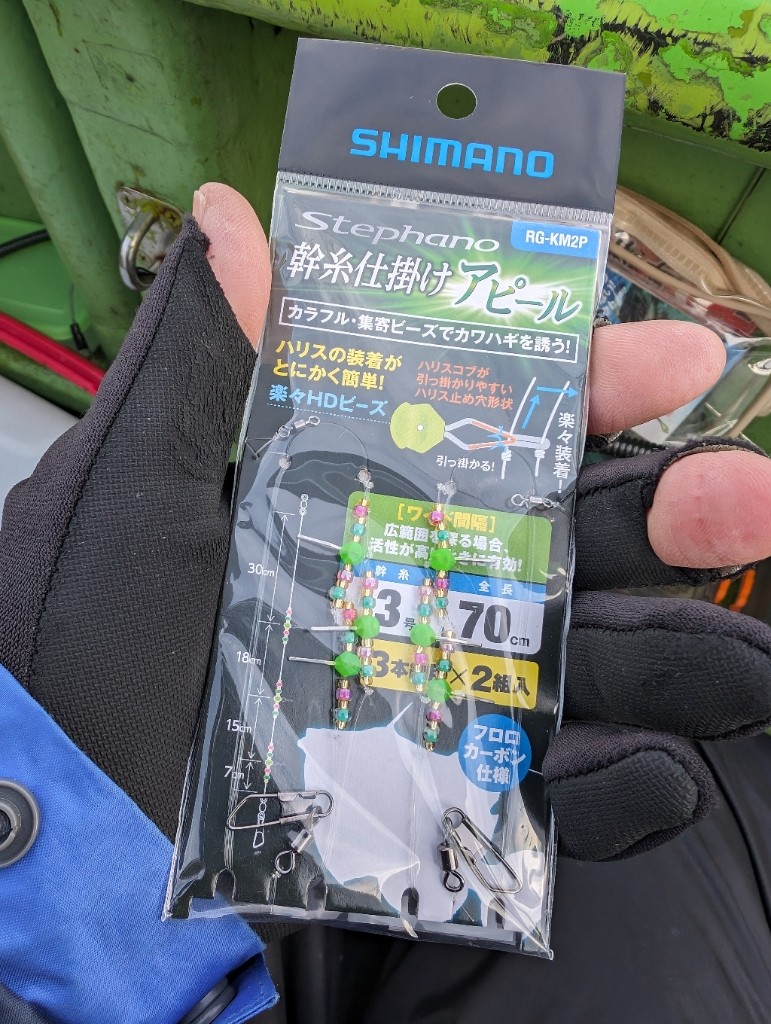 SHIMANO
Stephano
RG-KM2P
幹糸仕掛け アピール
カラフル・集寄ビーズでカワハギを誘う!
ハリスの装着が
とにかく簡単!
楽々HDビーズ
ハリスコブが
引っ掛かりやすい
ハリス止め穴形状
引っ掛かる!
楽々装着
広範囲を
活性が
幹糸
3号
全長
70cm
3本
×2組入
フロロ
カーボン
仕様
30cm
18cm
15cm
7cm